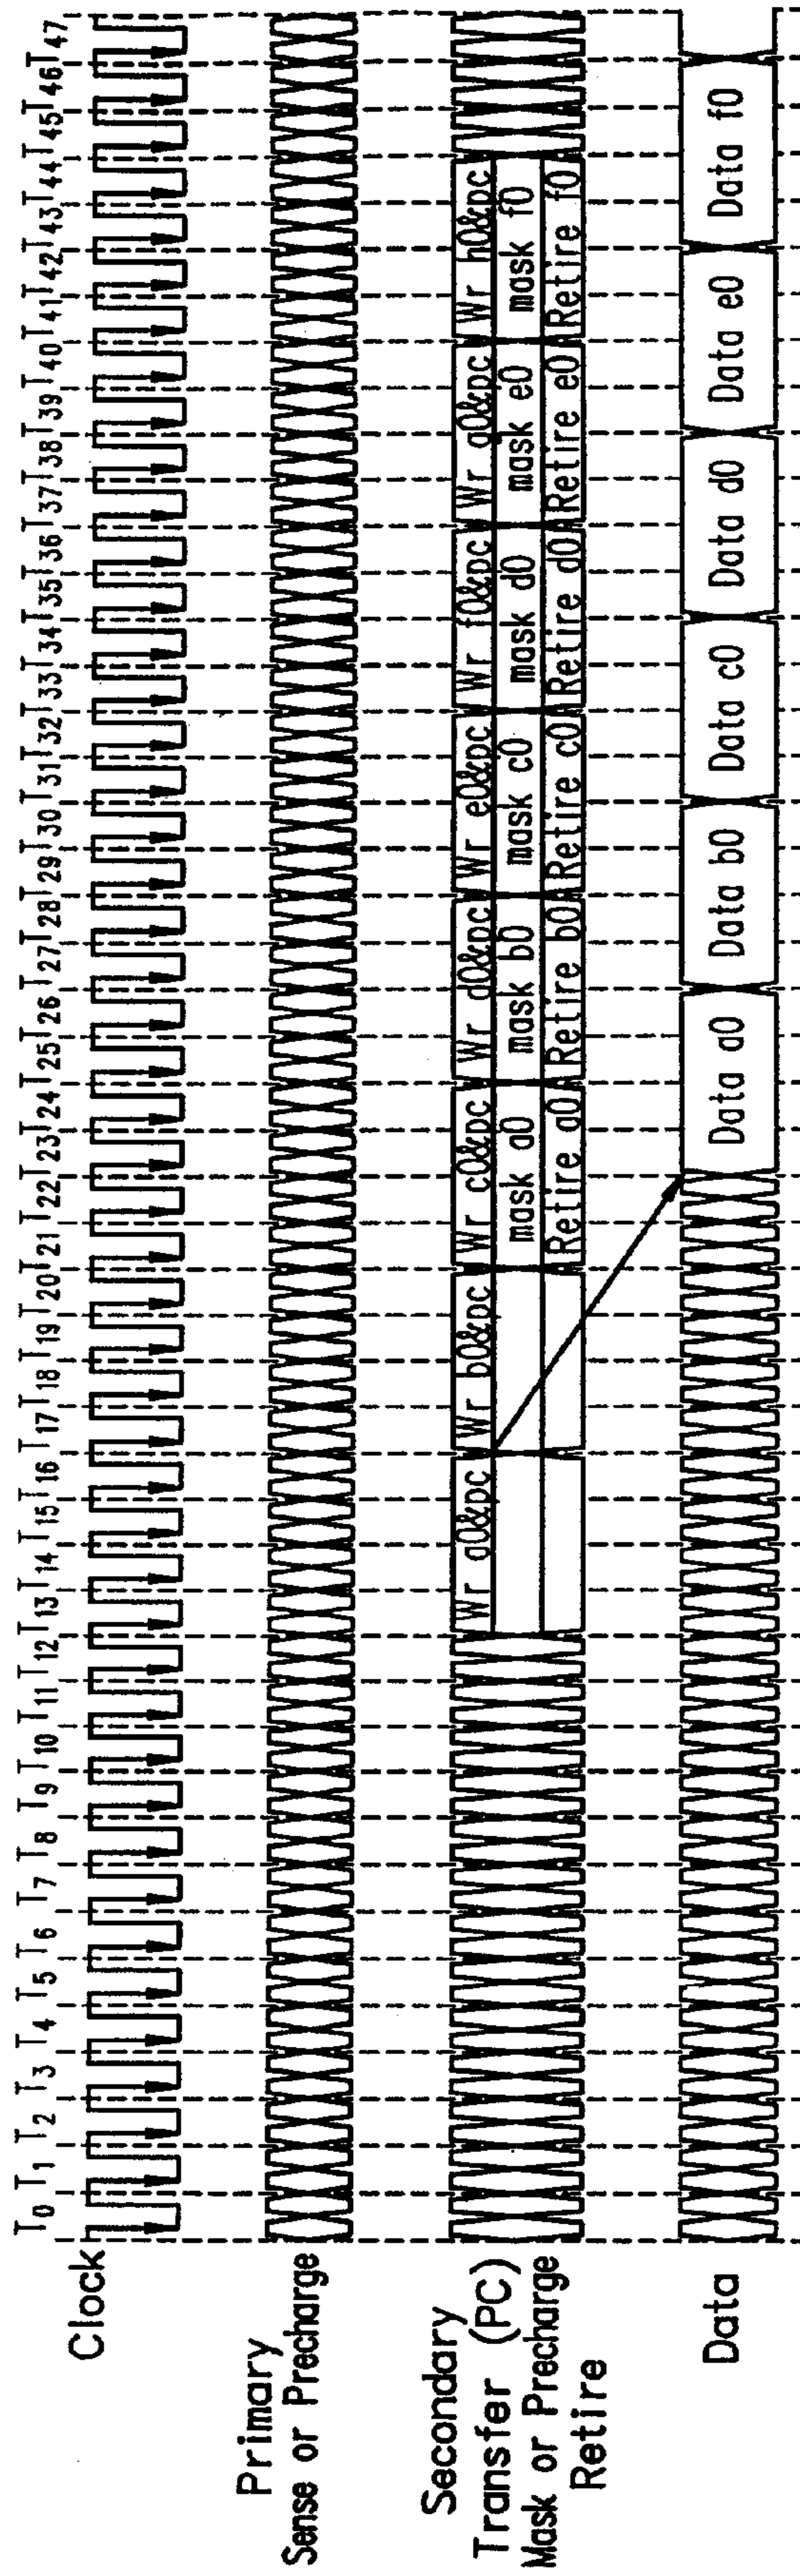 T0 T1 T2 T3 T4 T5 T6 T7 T8 T9 T10 T11 T12 T13 T14 T15 T16 T17 T18 T19 T20 T21 T22 T23 T24 T25 T26 T27 T28 T29 T30 T31 T32 T33 T34 T35 T36 T37 T38 T39 T40 T41 T42 T43 T44 T45 T46 T47
Clock
Primary
Sense or Precharge
Secondary
Transfer (PC)
Mask or Precharge
Retire
Wr a0&pc Wr b0&pc Wr c0&pc Wr d0&pc Wr e0&pc Wr f0&pc Wr g0&pc Wr h0&pc
mask a0 mask b0 mask c0 mask d0 mask e0 mask f0
Retire a0 Retire b0 Retire c0 Retire d0 Retire e0 Retire f0
Data
Data a0 Data b0 Data c0 Data d0 Data e0 Data f0